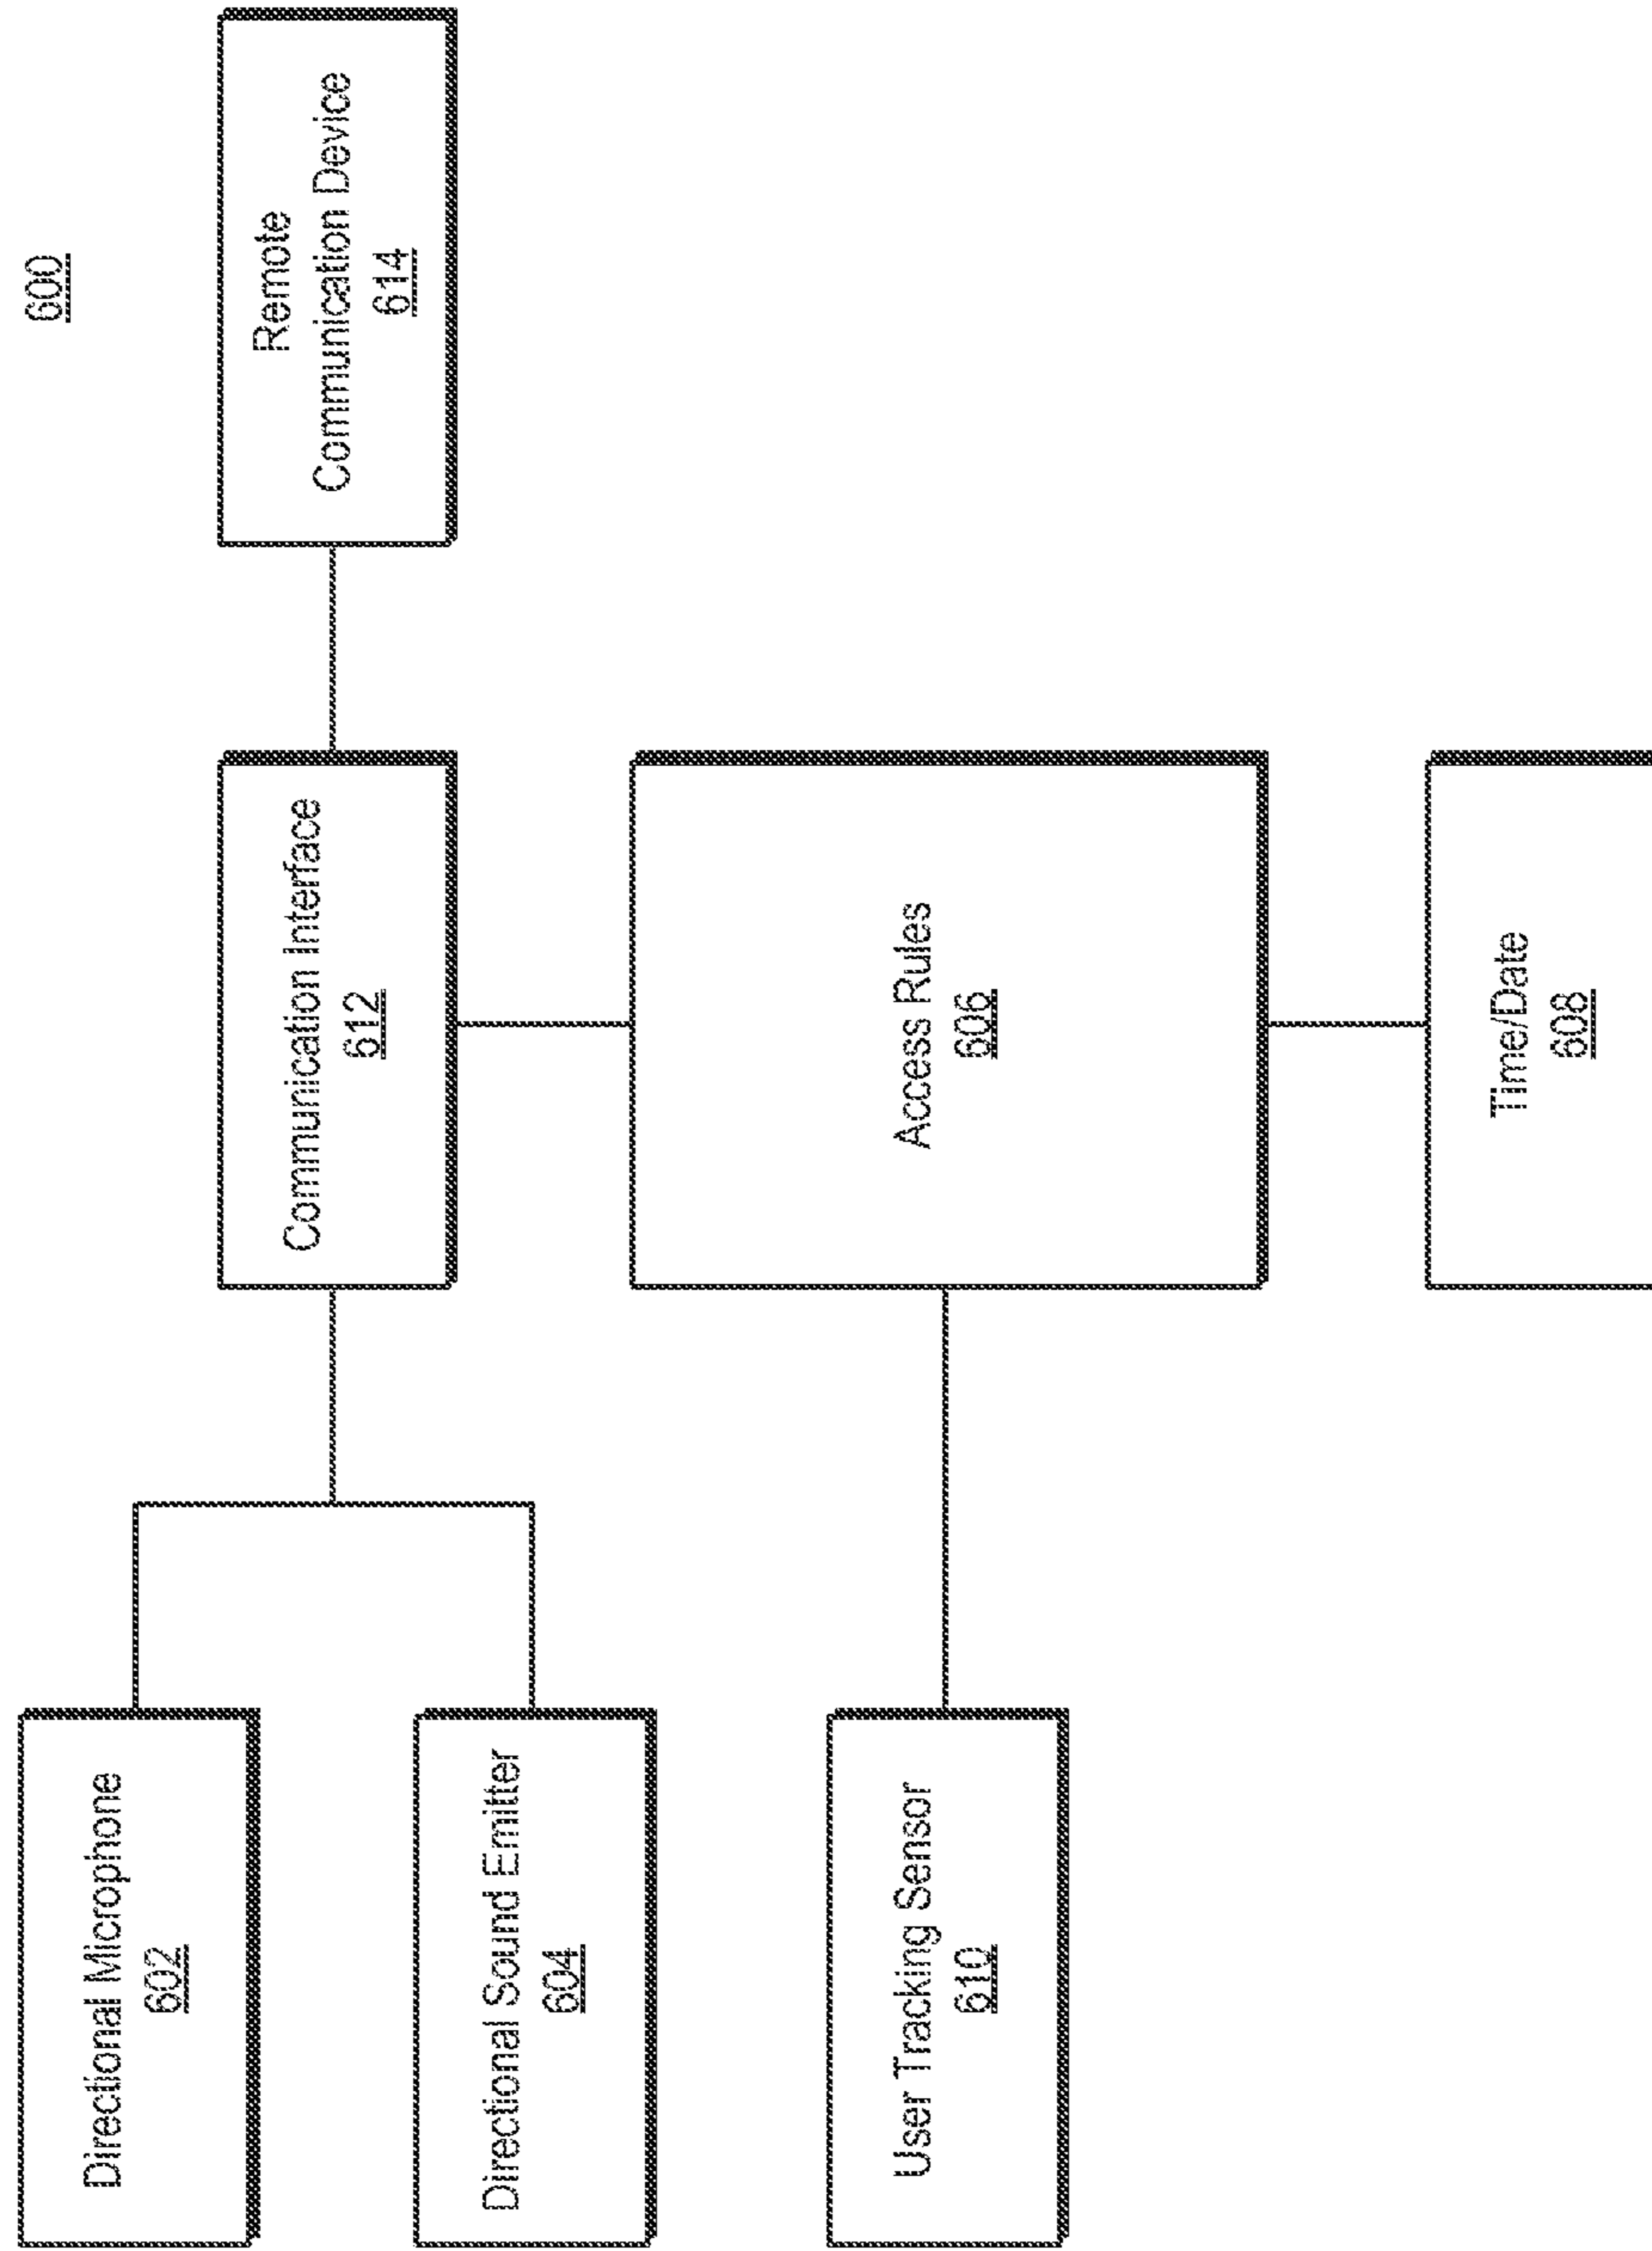 600
Directional Microphone
602
Communication Interface
612
Remote
Communication Device
614
Directional Sound Emitter
604
User Tracking Sensor
610
Access Rules
606
Time/Date
608